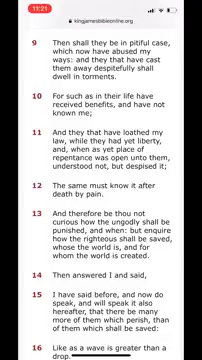 11:21
kingjamesbibleonline.org
9 Then shall they be in pitiful case,
which now have abused my
ways: and they that have cast
them away despitefully shall
dwell in torments.
10 For such as in their life have
received benefits, and have
not known me;
11 And they that have loathed my
law, while they had yet liberty,
and, when as yet place of
repentance was open unto them,
understood not, but despised it;
12 The same must know it after
death by pain.
13 And therefore be thou not
curious how the ungodly shall
be punished, and when: but enquire
how the righteous shall be saved,
whose the world is, and for
whom the world is created.
14 Then answered I and said,
15 I have said before, and now do
speak, and will speak it also
hereafter, that there be many
more of them which perish, than
of them which shall be saved:
16 Like as a wave is greater than a
drop.